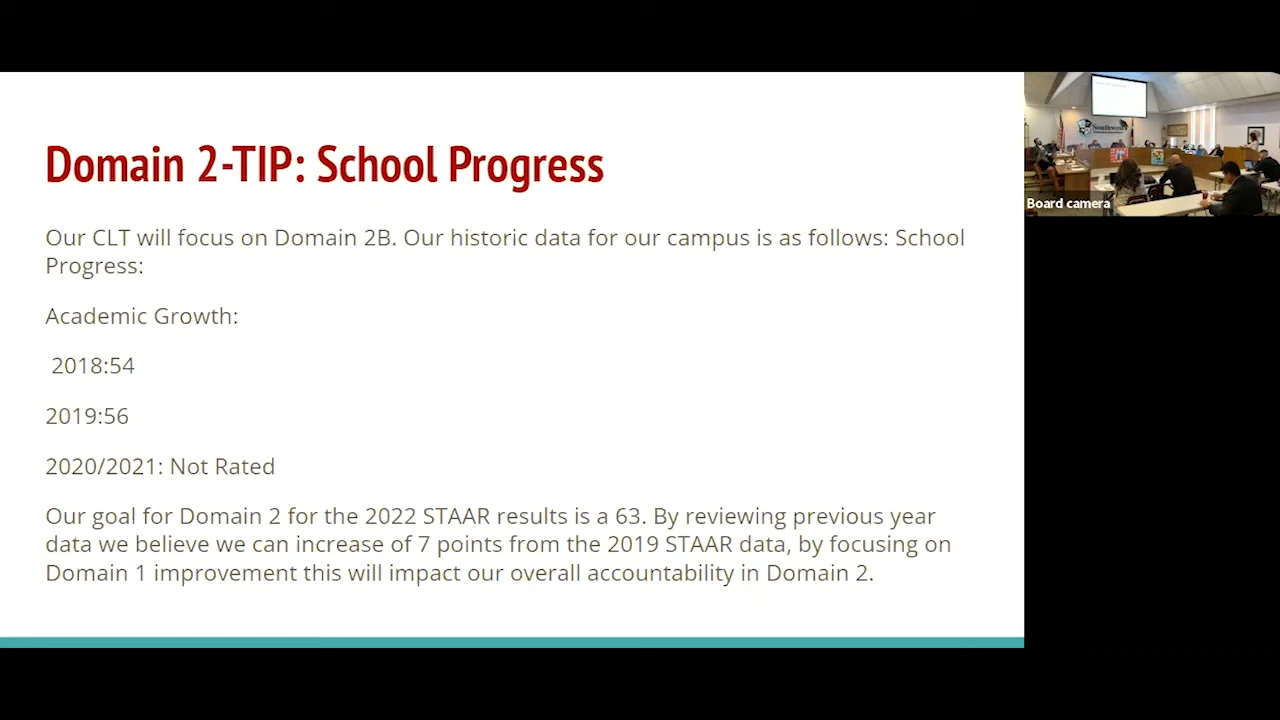 Domain 2-TIP: School Progress
Our CLT will focus on Domain 2B. Our historic data for our campus is as follows: School
Progress:
Academic Growth:
2018:54
2019:56
2020/2021: Not Rated
Our goal for Domain 2 for the 2022 STAAR results is a 63. By reviewing previous year
data we believe we can increase of 7 points from the 2019 STAAR data, by focusing on
Domain 1 improvement this will impact our overall accountability in Domain 2.
Southwest
Board camera